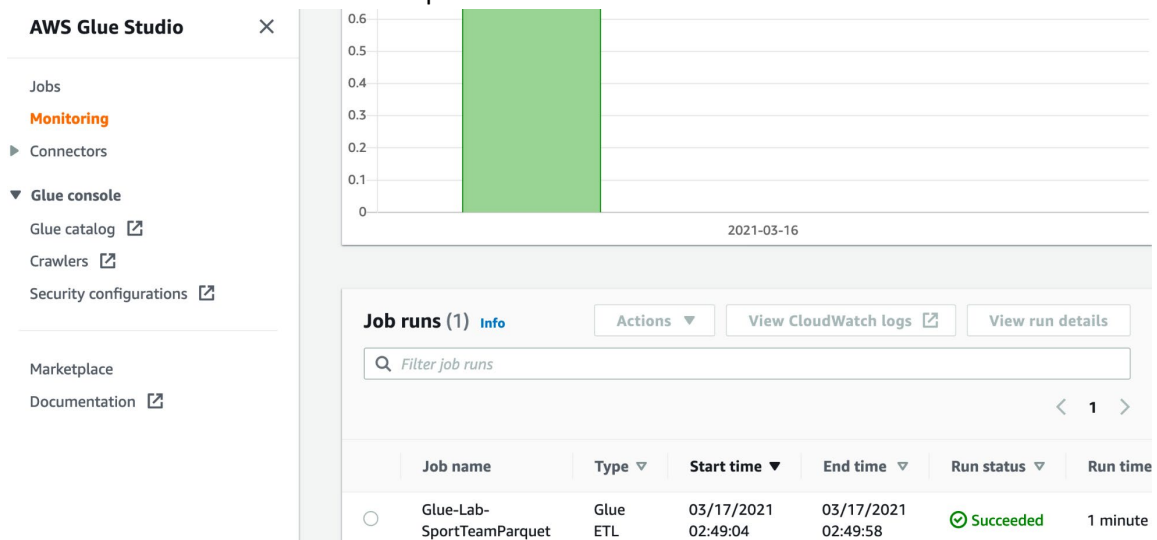 AWS Glue Studio
Jobs
Monitoring
Connectors
Glue console
Glue catalog
Crawlers
Security configurations
Marketplace
Documentation
0.6
0.5
0.4
0.3
0.2
0.1
0
2021-03-16
Job runs (1) Info Actions View CloudWatch logs View run details
Filter job runs
1
Job name Type Start time End time Run status Run time
Glue-Lab- Glue 03/17/2021 03/17/2021 Succeeded 1 minute
SportTeamParquet ETL 02:49:04 02:49:58